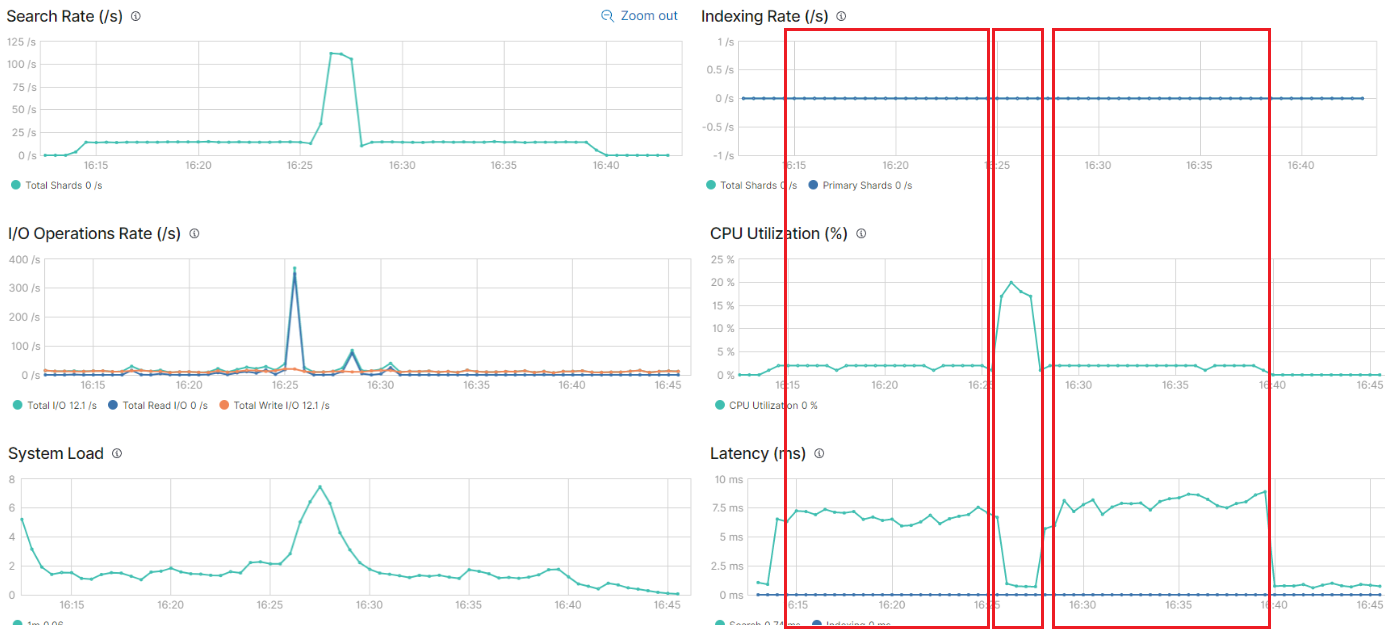 Search Rate (/s)
Zoom out
125 /s
100 /s
75 /s
50 /s
25 /s
0 /s
16:15 16:20 16:25 16:30 16:35 16:40
Total Shards 0 /s
Indexing Rate (/s)
1 /s
0.5 /s
0 /s
-0.5 /s
-1 /s
16:15 16:20 16:25 16:30 16:35 16:40
Total Shards 0 /s Primary Shards 0 /s
I/O Operations Rate (/s)
400 /s
300 /s
200 /s
100 /s
0 /s
16:15 16:20 16:25 16:30 16:35 16:40 16:45
Total I/O 12.1 /s Total Read I/O 0 /s Total Write I/O 12.1 /s
CPU Utilization (%)
25 %
20 %
15 %
10 %
5 %
0 %
16:15 16:20 16:25 16:30 16:35 16:40 16:45
CPU Utilization 0 %
System Load
8
6
4
2
0
16:15 16:20 16:25 16:30 16:35 16:40 16:45
1m 0.06
Latency (ms)
10 ms
7.5 ms
5 ms
2.5 ms
0 ms
16:15 16:20 16:25 16:30 16:35 16:40 16:45
Search 0.74 ms Indexing 0 ms